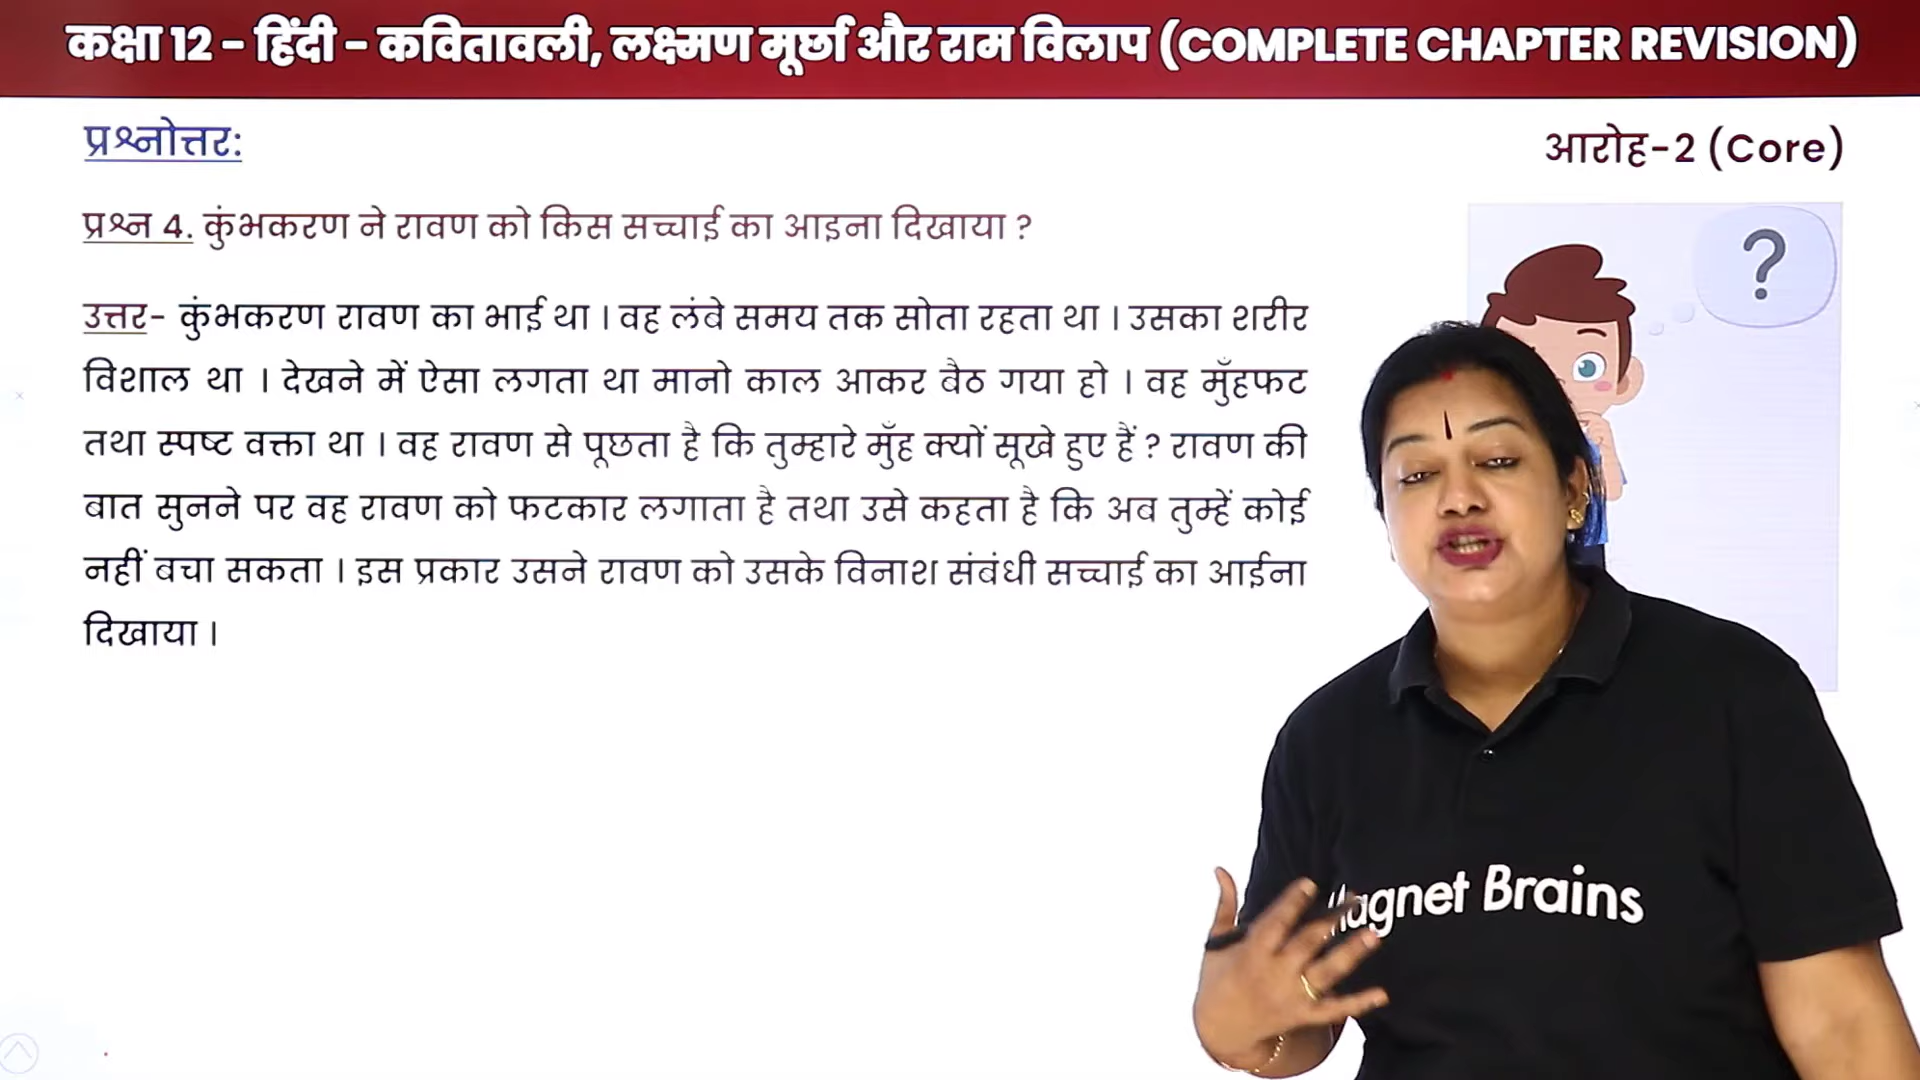 कक्षा 12 - हिंदी - कवितावली, लक्ष्मण मूर्छा और राम विलाप (COMPLETE CHAPTER REVISION)
प्रश्नोत्तर:
आरोह-2 (Core)
प्रश्न 4. कुंभकरण ने रावण को किस सच्चाई का आइना दिखाया ?
?
उत्तर- कुंभकरण रावण का भाई था । वह लंबे समय तक सोता रहता था । उसका शरीर
विशाल था । देखने में ऐसा लगता था मानो काल आकर बैठ गया हो । वह मुँहफट
तथा स्पष्ट वक्ता था । वह रावण से पूछता है कि तुम्हारे मुँह क्यों सूखे हुए हैं ? रावण की
बात सुनने पर वह रावण को फटकार लगाता है तथा उसे कहता है कि अब तुम्हें कोई
नहीं बचा सकता । इस प्रकार उसने रावण को उसके विनाश संबंधी सच्चाई का आईना
दिखाया ।
Magnet Brains